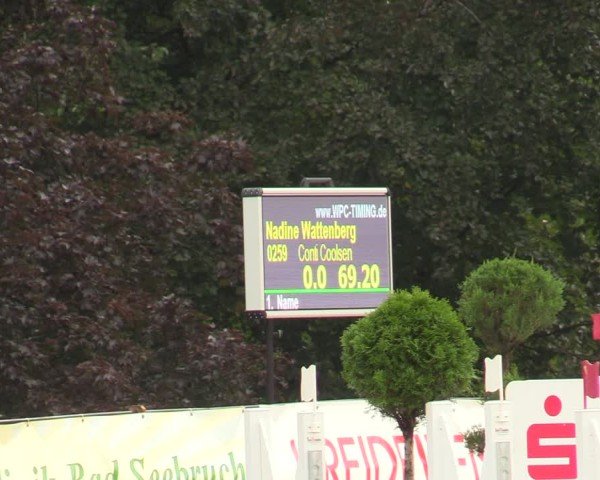 www.WPC-TIMING.de
Nadine Wattenberg
0259 Conti Coolsen
0.0 69.20
1. Name
Bad Seebruch